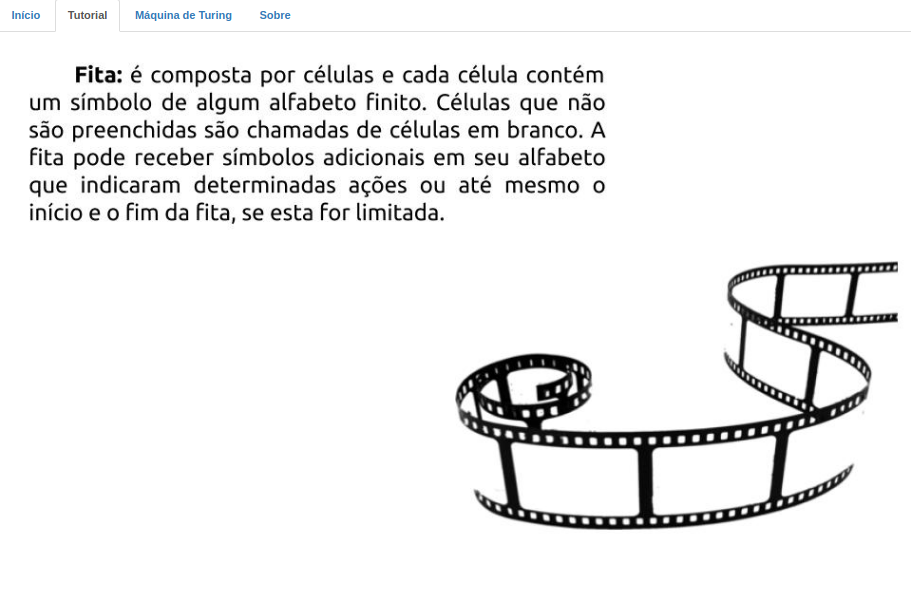 Início Tutorial Máquina de Turing Sobre
Fita: é composta por células e cada célula contém
um símbolo de algum alfabeto finito. Células que não
são preenchidas são chamadas de células em branco. A
fita pode receber símbolos adicionais em seu alfabeto
que indicaram determinadas ações ou até mesmo o
início e o fim da fita, se esta for limitada.